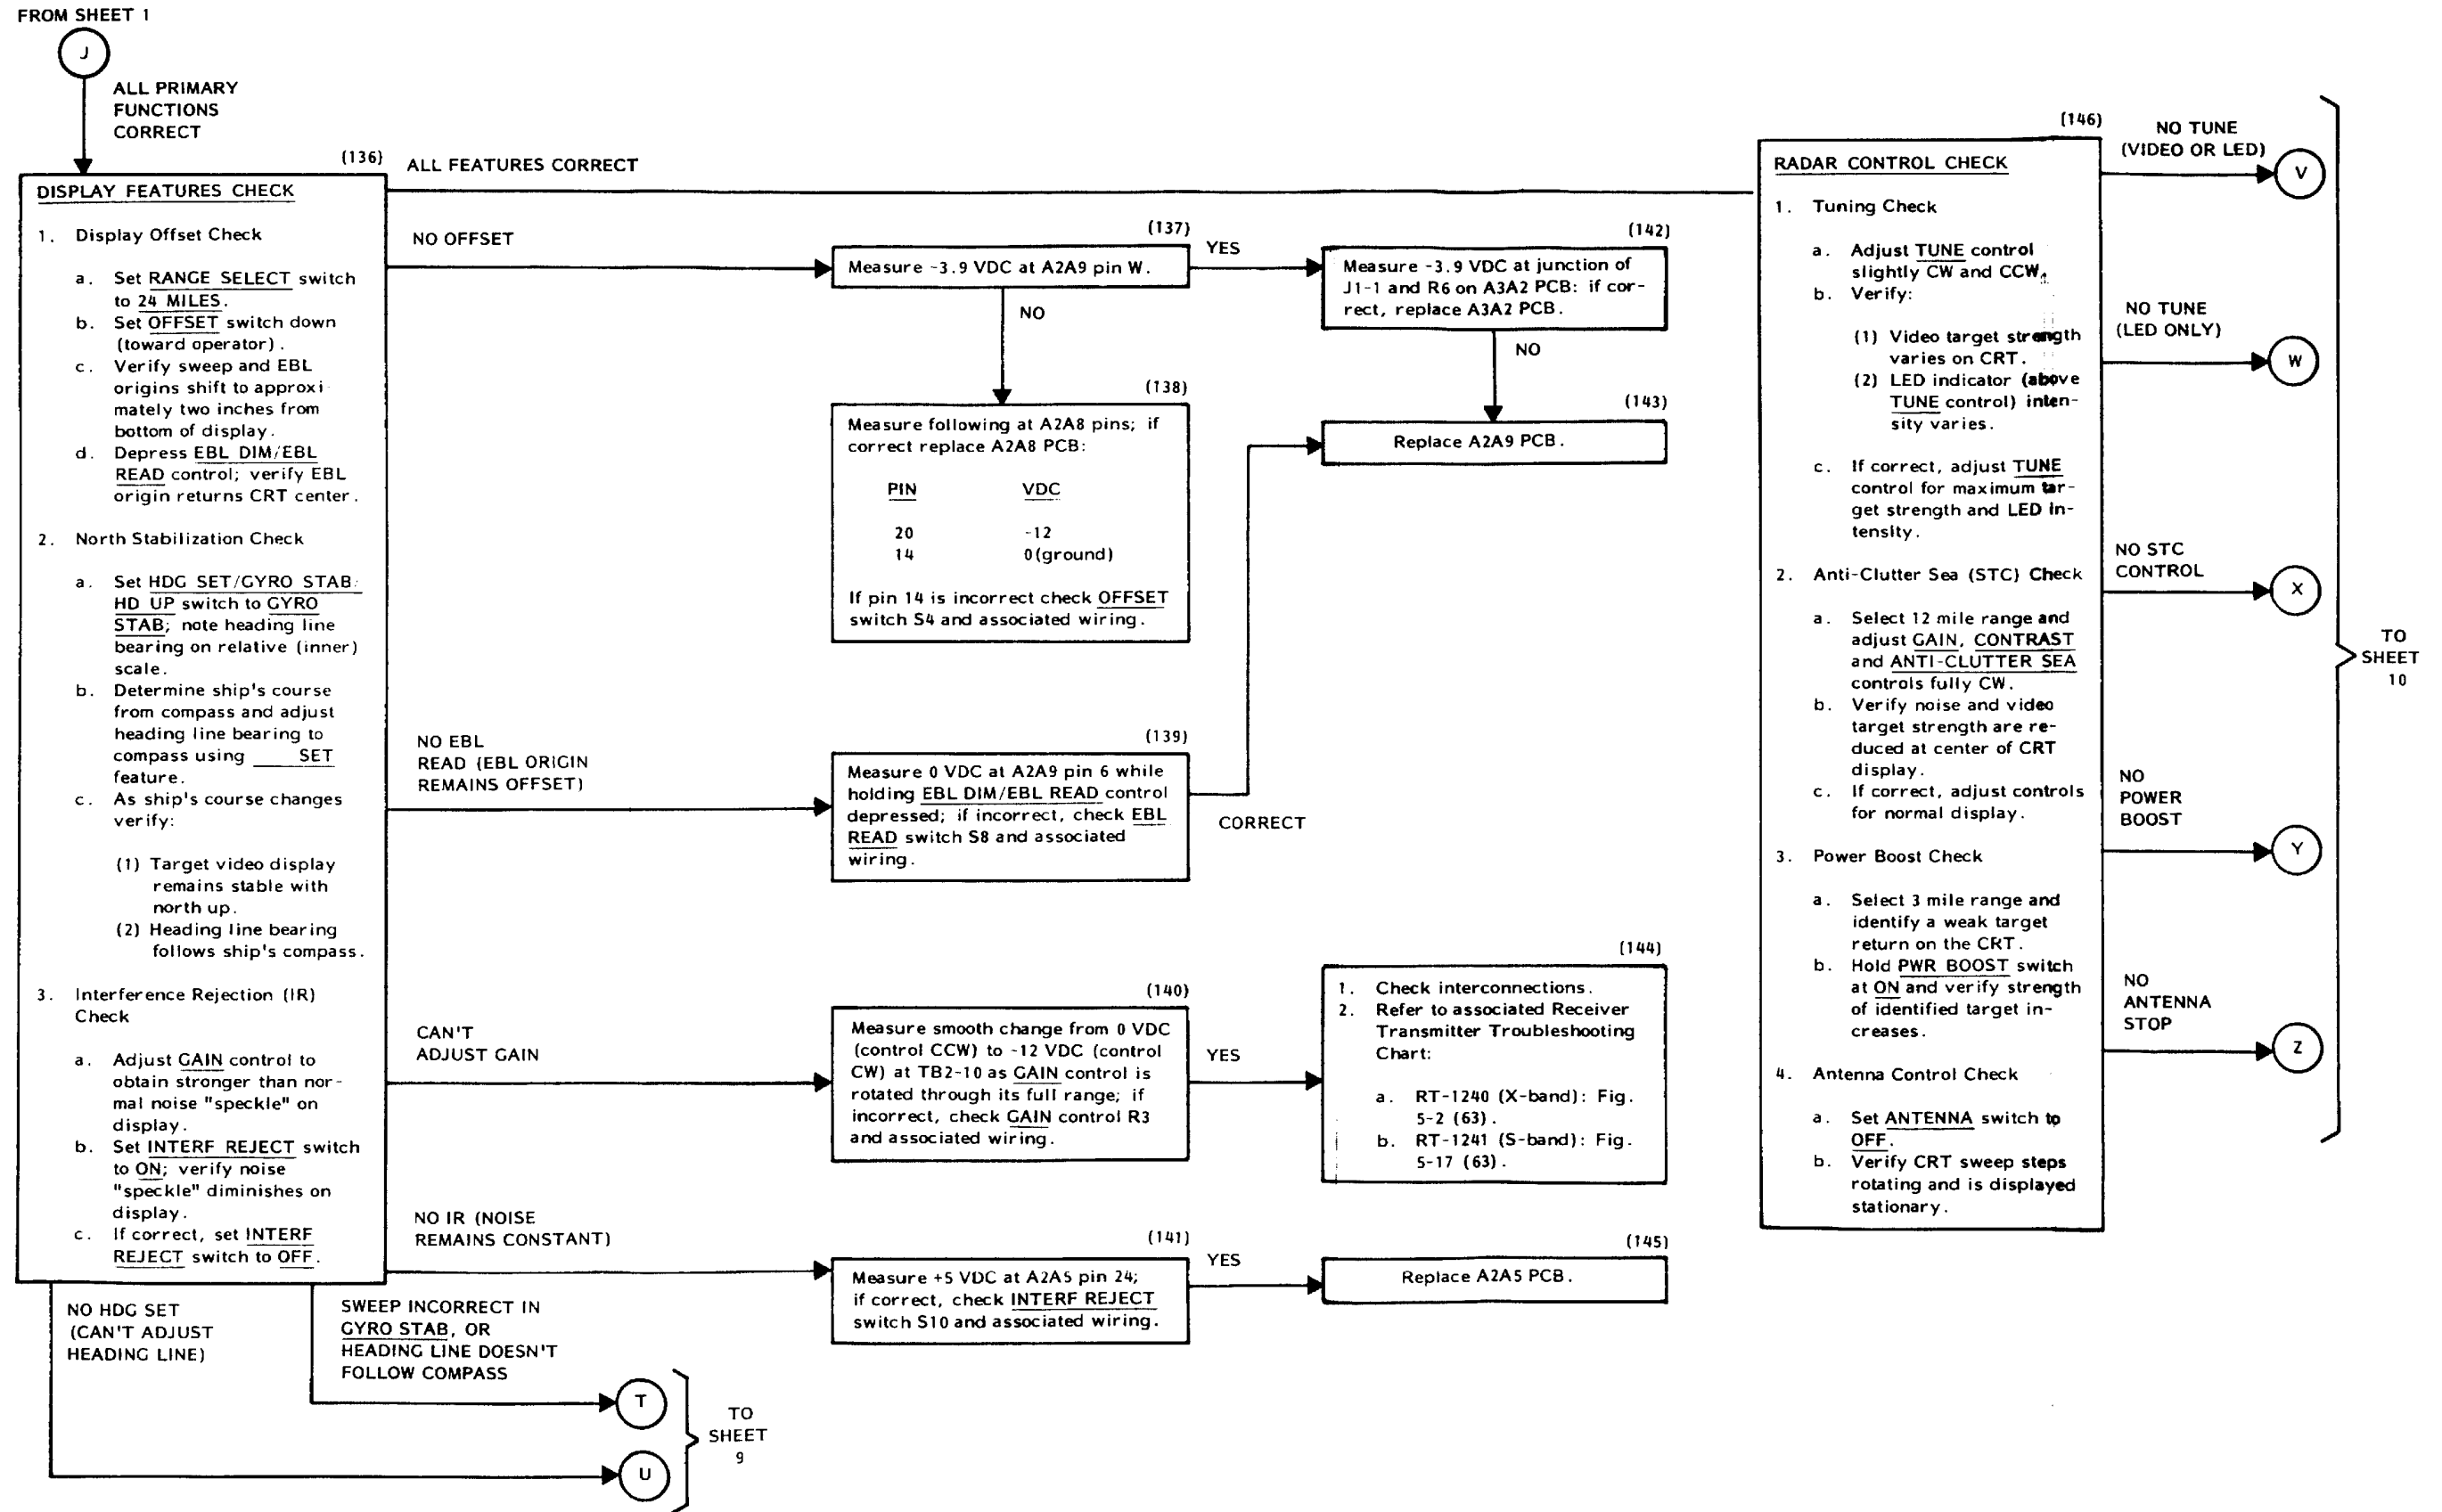 FROM SHEET 1
J
ALL PRIMARY
FUNCTIONS
CORRECT
(136)
DISPLAY FEATURES CHECK
1. Display Offset Check
a. Set RANGE SELECT switch
to 24 MILES.
b. Set OFFSET switch down
(toward operator).
c. Verify sweep and EBL
origins shift to approxi-
mately two inches from
bottom of display.
d. Depress EBL DIM/EBL
READ control; verify EBL
origin returns CRT center.
2. North Stabilization Check
a. Set HDG SET/GYRO STAB
HD UP switch to GYRO
STAB; note heading line
bearing on relative (inner)
scale.
b. Determine ship's course
from compass and adjust
heading line bearing to
compass using SET
feature.
c. As ship's course changes
verify:
(1) Target video display
remains stable with
north up.
(2) Heading line bearing
follows ship's compass.
3. Interference Rejection (IR)
Check
a. Adjust GAIN control to
obtain stronger than nor-
mal noise "speckle" on
display.
b. Set INTERF REJECT switch
to ON; verify noise
"speckle" diminishes on
display.
c. If correct, set INTERF
REJECT switch to OFF.
ALL FEATURES CORRECT
NO OFFSET
(137)
Measure -3.9 VDC at A2A9 pin W.
YES
NO
(142)
Measure -3.9 VDC at junction of
J1-1 and R6 on A3A2 PCB: if cor-
rect, replace A3A2 PCB.
NO
(138)
Measure following at A2A8 pins; if
correct replace A2A8 PCB:
PIN VDC
20 -12
14 0(ground)
If pin 14 is incorrect check OFFSET
switch S4 and associated wiring.
(143)
Replace A2A9 PCB.
NO EBL
READ (EBL ORIGIN
REMAINS OFFSET)
(139)
Measure 0 VDC at A2A9 pin 6 while
holding EBL DIM/EBL READ control
depressed; if incorrect, check EBL
READ switch S8 and associated
wiring.
CORRECT
CAN'T
ADJUST GAIN
(140)
Measure smooth change from 0 VDC
(control CCW) to -12 VDC (control
CW) at TB2-10 as GAIN control is
rotated through its full range; if
incorrect, check GAIN control R3
and associated wiring.
YES
(144)
1. Check interconnections.
2. Refer to associated Receiver
Transmitter Troubleshooting
Chart:
a. RT-1240 (X-band): Fig.
5-2 (63).
b. RT-1241 (S-band): Fig.
5-17 (63).
NO IR (NOISE
REMAINS CONSTANT)
(141)
Measure +5 VDC at A2A5 pin 24;
if correct, check INTERF REJECT
switch S10 and associated wiring.
YES
(145)
Replace A2A5 PCB.
NO HDG SET
(CAN'T ADJUST
HEADING LINE)
SWEEP INCORRECT IN
GYRO STAB, OR
HEADING LINE DOESN'T
FOLLOW COMPASS
T
U
TO
SHEET
9
(146)
RADAR CONTROL CHECK
1. Tuning Check
a. Adjust TUNE control
slightly CW and CCW.
b. Verify:
(1) Video target strength
varies on CRT.
(2) LED indicator (above
TUNE control) inten-
sity varies.
c. If correct, adjust TUNE
control for maximum tar-
get strength and LED in-
tensity.
2. Anti-Clutter Sea (STC) Check
a. Select 12 mile range and
adjust GAIN, CONTRAST
and ANTI-CLUTTER SEA
controls fully CW.
b. Verify noise and video
target strength are re-
duced at center of CRT
display.
c. If correct, adjust controls
for normal display.
3. Power Boost Check
a. Select 3 mile range and
identify a weak target
return on the CRT.
b. Hold PWR BOOST switch
at ON and verify strength
of identified target in-
creases.
4. Antenna Control Check
a. Set ANTENNA switch to
OFF.
b. Verify CRT sweep steps
rotating and is displayed
stationary.
NO TUNE
(VIDEO OR LED)
V
NO TUNE
(LED ONLY)
W
NO STC
CONTROL
X
NO
POWER
BOOST
Y
NO
ANTENNA
STOP
Z
TO
SHEET
10